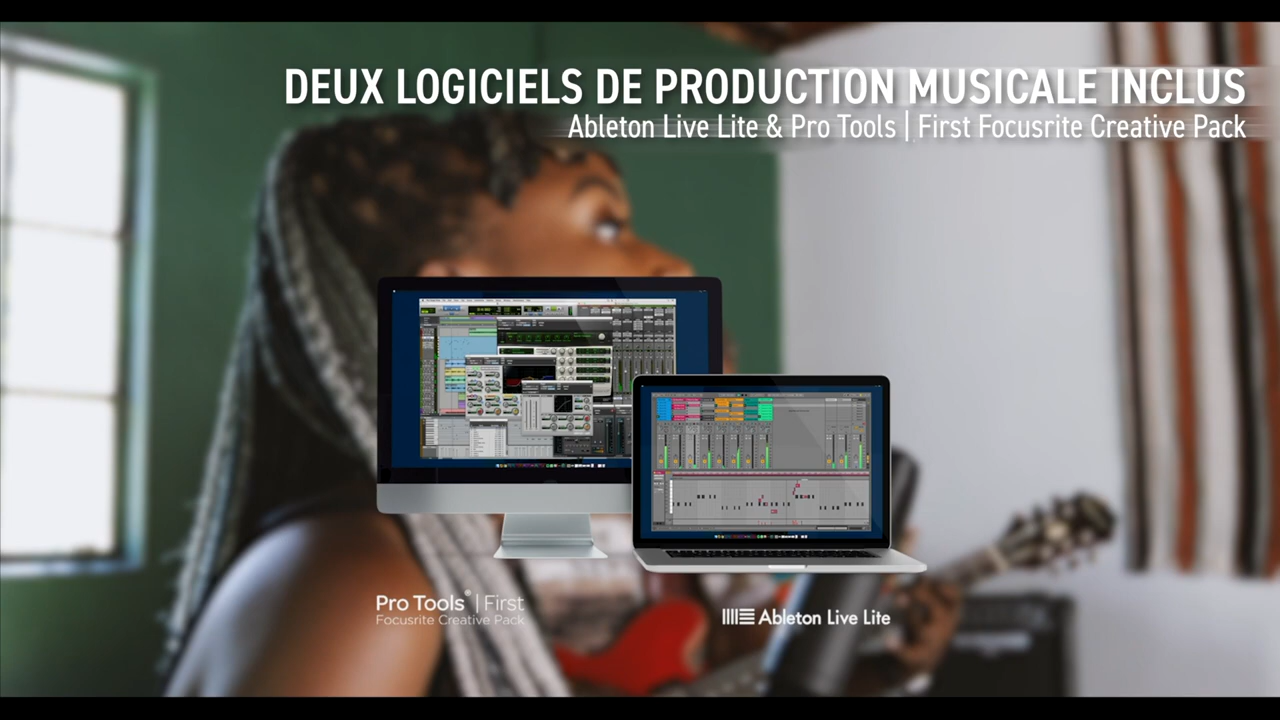 DEUX LOGICIELS DE PRODUCTION MUSICALE INCLUS
Ableton Live Lite & Pro Tools | First Focusrite Creative Pack
Pro Tools® | First
Focusrite Creative Pack
Ableton Live Lite